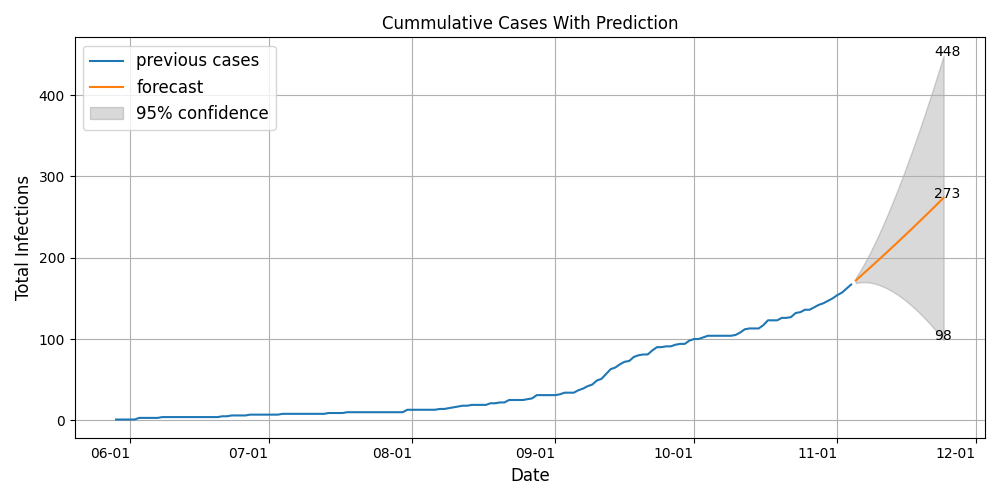 Cummulative Cases With Prediction
previous cases
forecast
95% confidence
448
273
98
Total Infections
400
300
200
100
0
06-01
07-01
08-01
09-01
10-01
11-01
12-01
Date